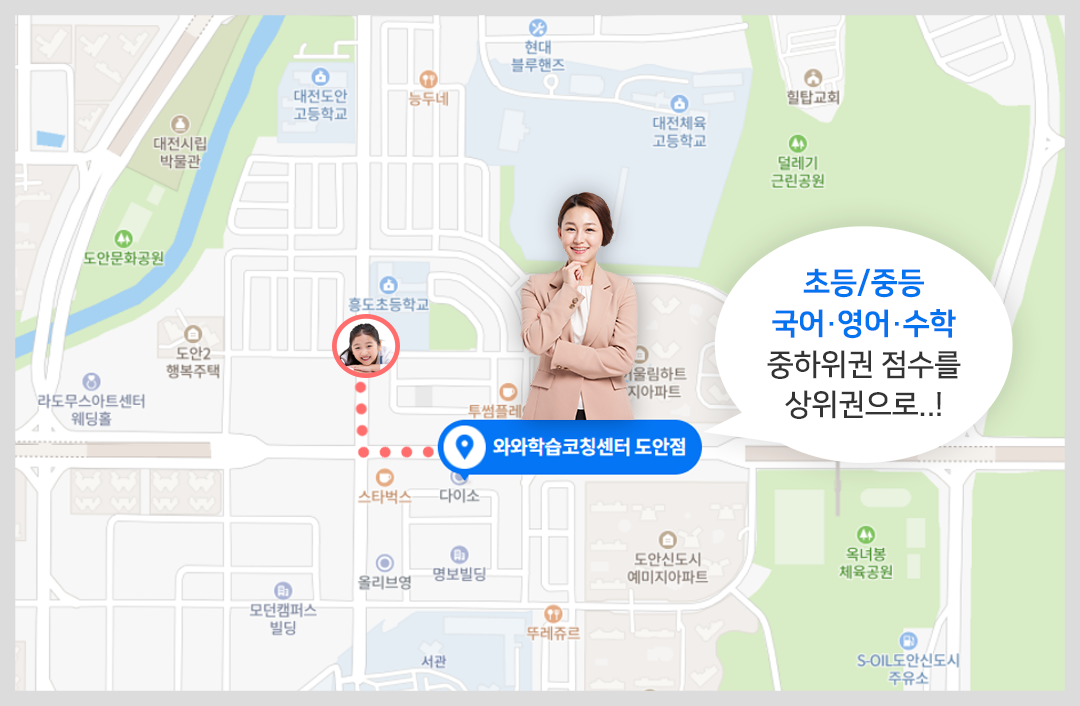 현대
블루핸즈
대전도안
고등학교
능두네
힐탑교회
대전체육
고등학교
대전시립
박물관
덜레기
근린공원
도안문화공원
초등/중등
국어·영어·수학
중하위권 점수를
상위권으로..!
흥도초등학교
도안2
행복주택
어울림하트
지아파트
라도무스아트센터
웨딩홀
투썸플레
와와학습코칭센터 도안점
스타벅스
다이소
도안신도시
예미지아파트
옥녀봉
체육공원
올리브영
명보빌딩
모던캠퍼스
빌딩
뚜레쥬르
서관
S-OIL도안신도시
주유소